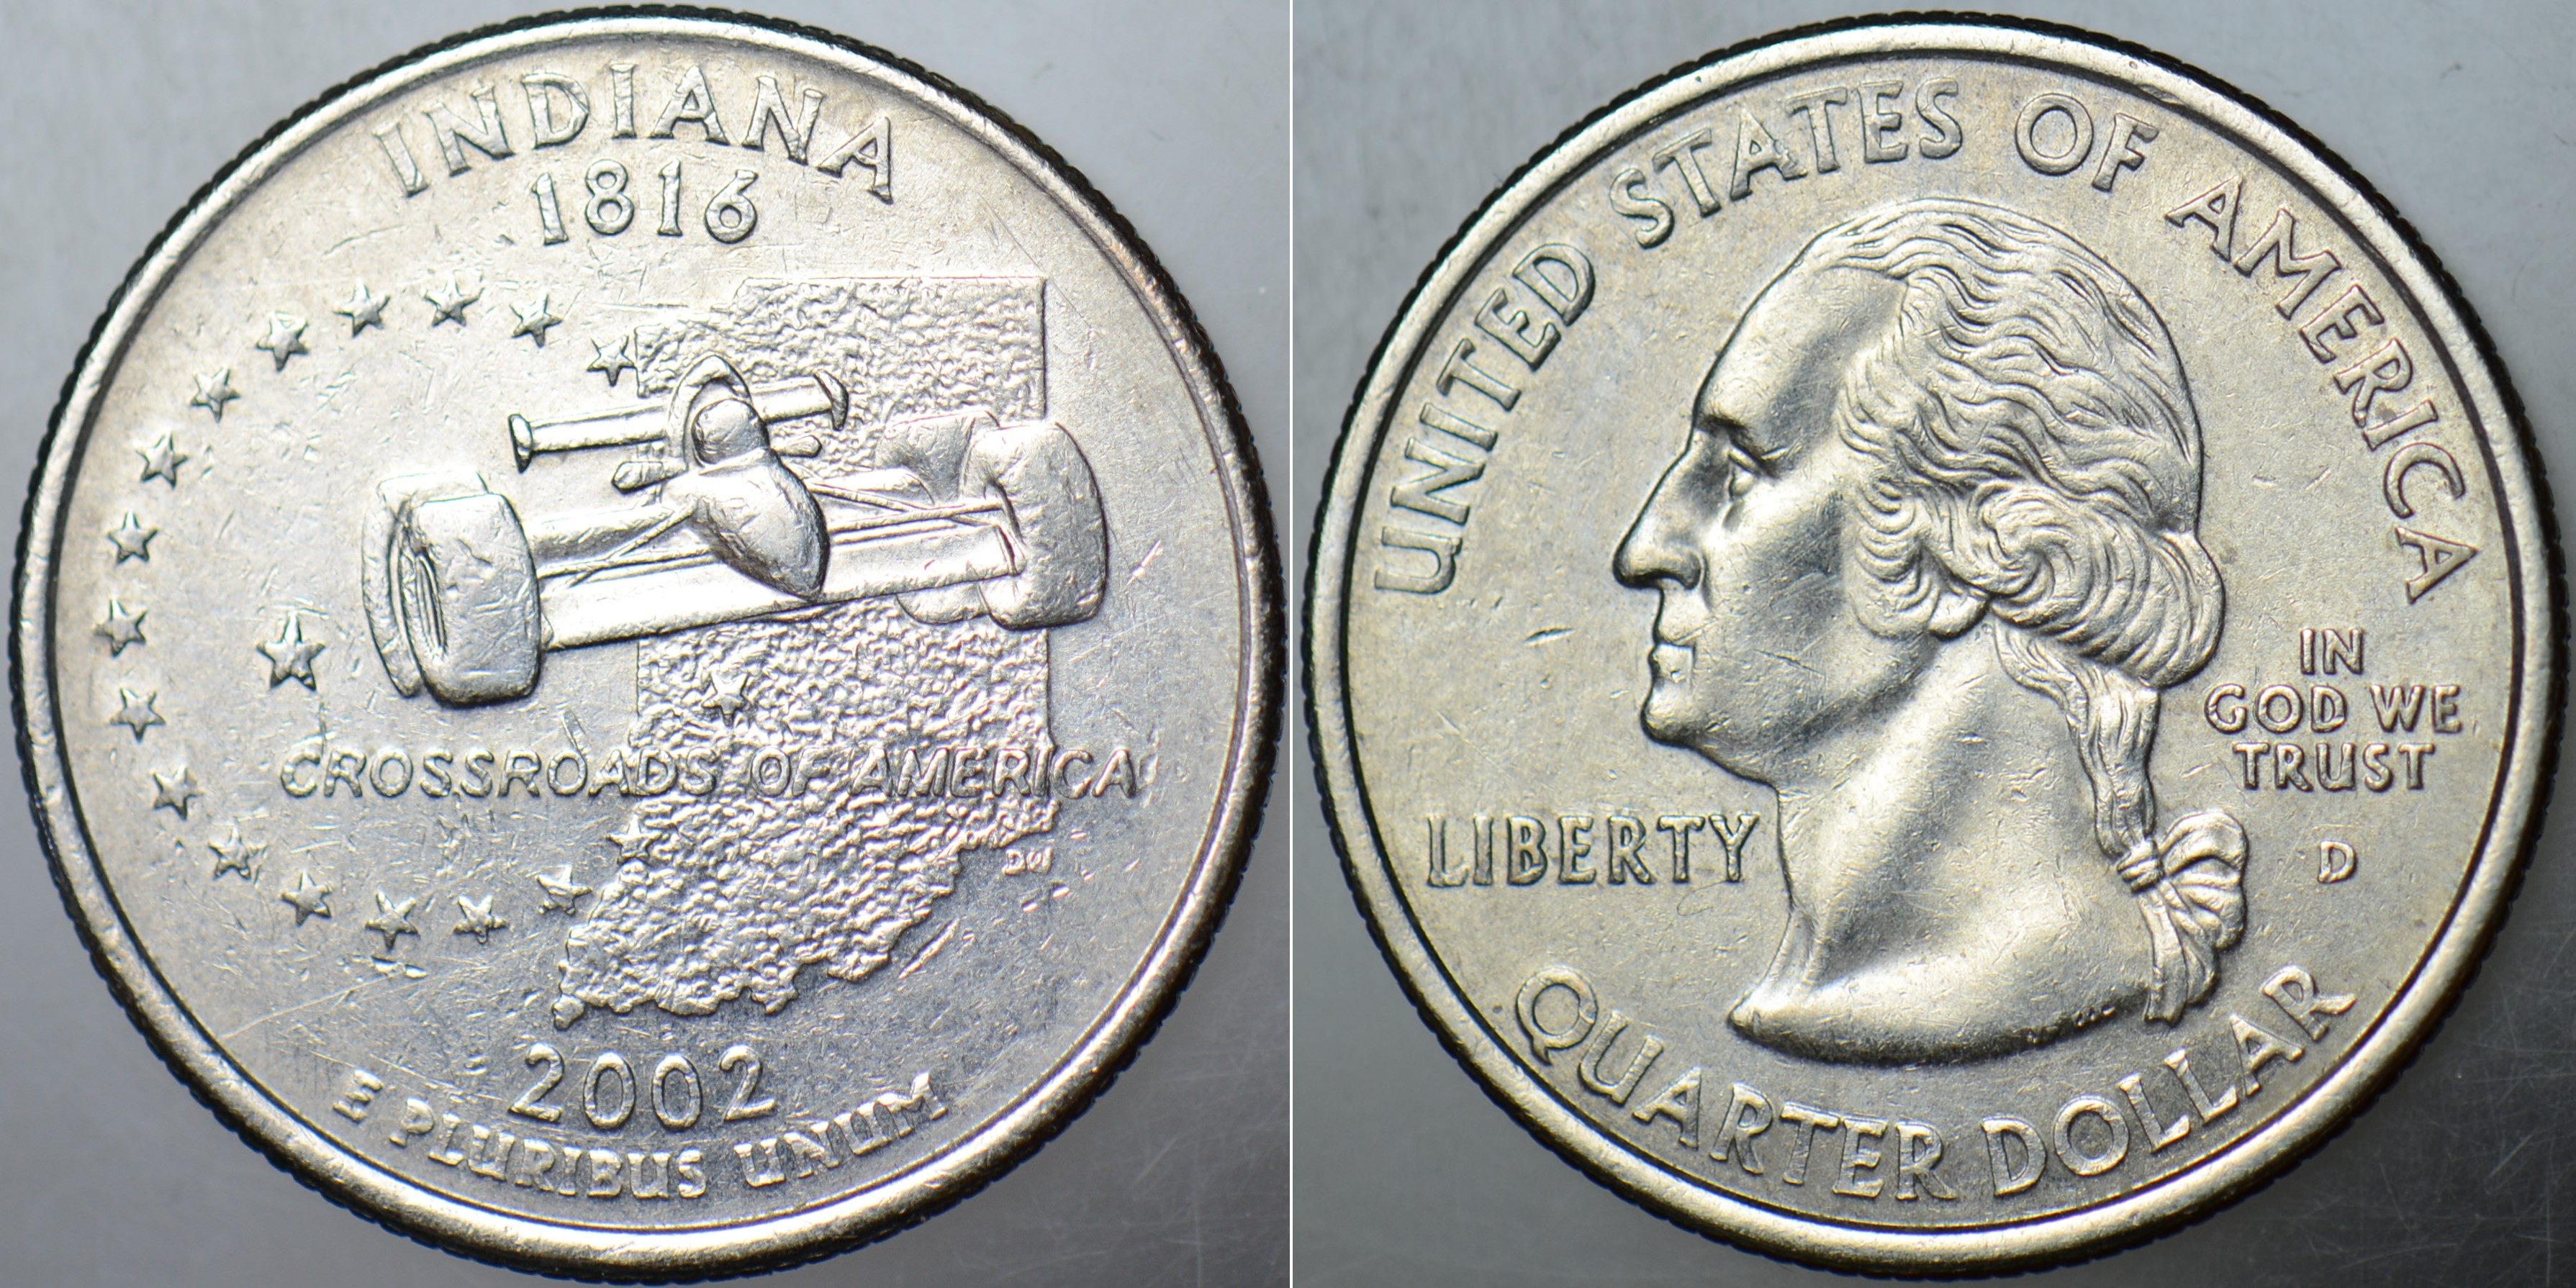 INDIANA
1816
CROSSROADS OF AMERICA
DW
2002
E PLURIBUS UNUM
UNITED STATES OF AMERICA
IN
GOD WE
TRUST
LIBERTY
D
QUARTER DOLLAR